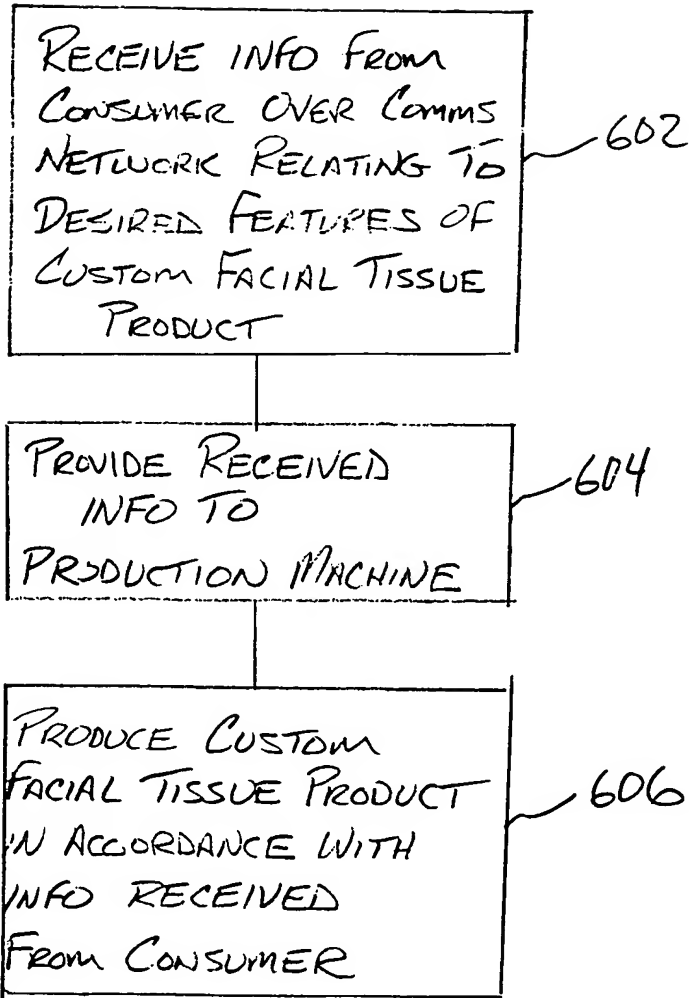 RECEIVE INFO FROM
CONSUMER OVER COMMS
NETWORK RELATING TO
DESIRED FEATURES OF
CUSTOM FACIAL TISSUE
PRODUCT
602
PROVIDE RECEIVED
INFO TO
PRODUCTION MACHINE
604
PRODUCE CUSTOM
FACIAL TISSUE PRODUCT
IN ACCORDANCE WITH
INFO RECEIVED
FROM CONSUMER
606